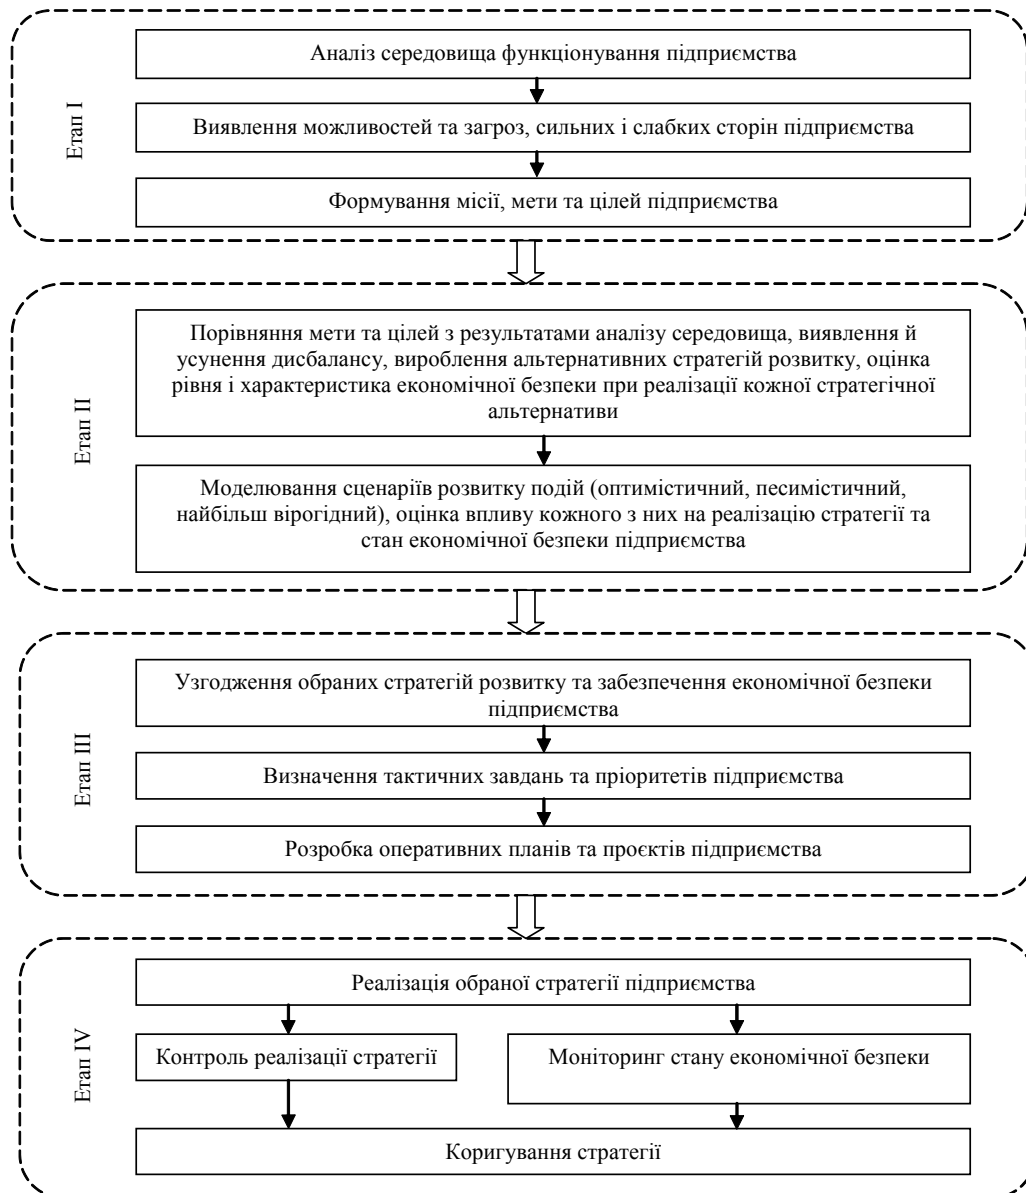 Етап I
Аналіз середовища функціонування підприємства
Виявлення можливостей та загроз, сильних і слабких сторін підприємства
Формування місії, мети та цілей підприємства
Етап II
Порівняння мети та цілей з результатами аналізу середовища, виявлення й
усунення дисбалансу, вироблення альтернативних стратегій розвитку, оцінка
рівня і характеристика економічної безпеки при реалізації кожної стратегічної
альтернативи
Моделювання сценаріїв розвитку подій (оптимістичний, песимістичний,
найбільш вірогідний), оцінка впливу кожного з них на реалізацію стратегії та
стан економічної безпеки підприємства
Етап III
Узгодження обраних стратегій розвитку та забезпечення економічної безпеки
підприємства
Визначення тактичних завдань та пріоритетів підприємства
Розробка оперативних планів та проєктів підприємства
Етап IV
Реалізація обраної стратегії підприємства
Контроль реалізації стратегії
Моніторинг стану економічної безпеки
Коригування стратегії